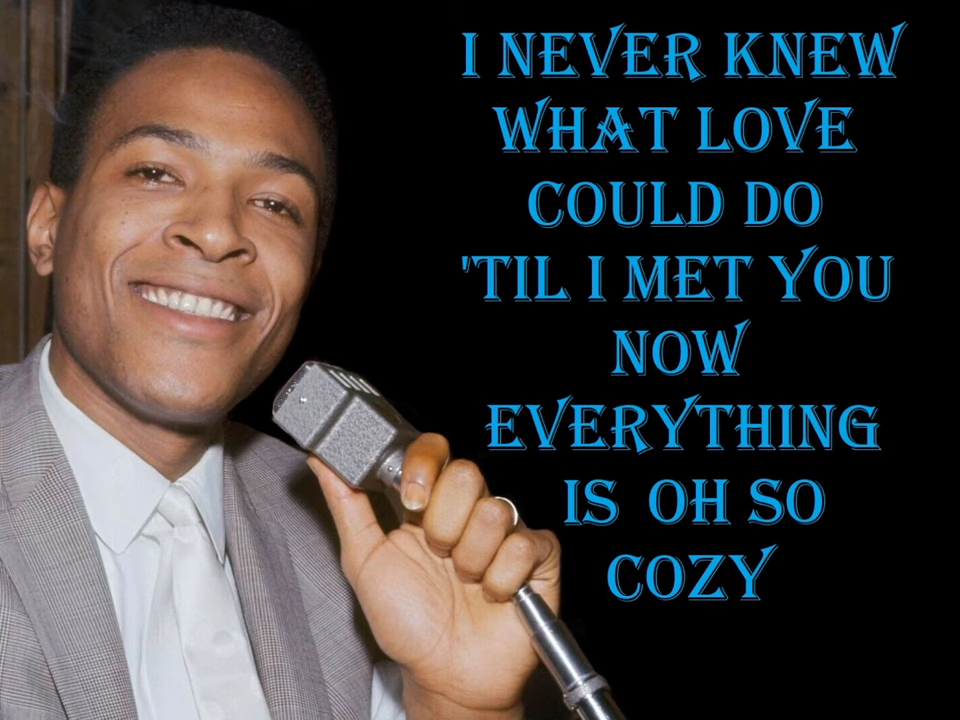 I NEVER KNEW
WHAT LOVE
COULD DO
'TIL I MET YOU
NOW
EVERYTHING
IS OH SO
COZY